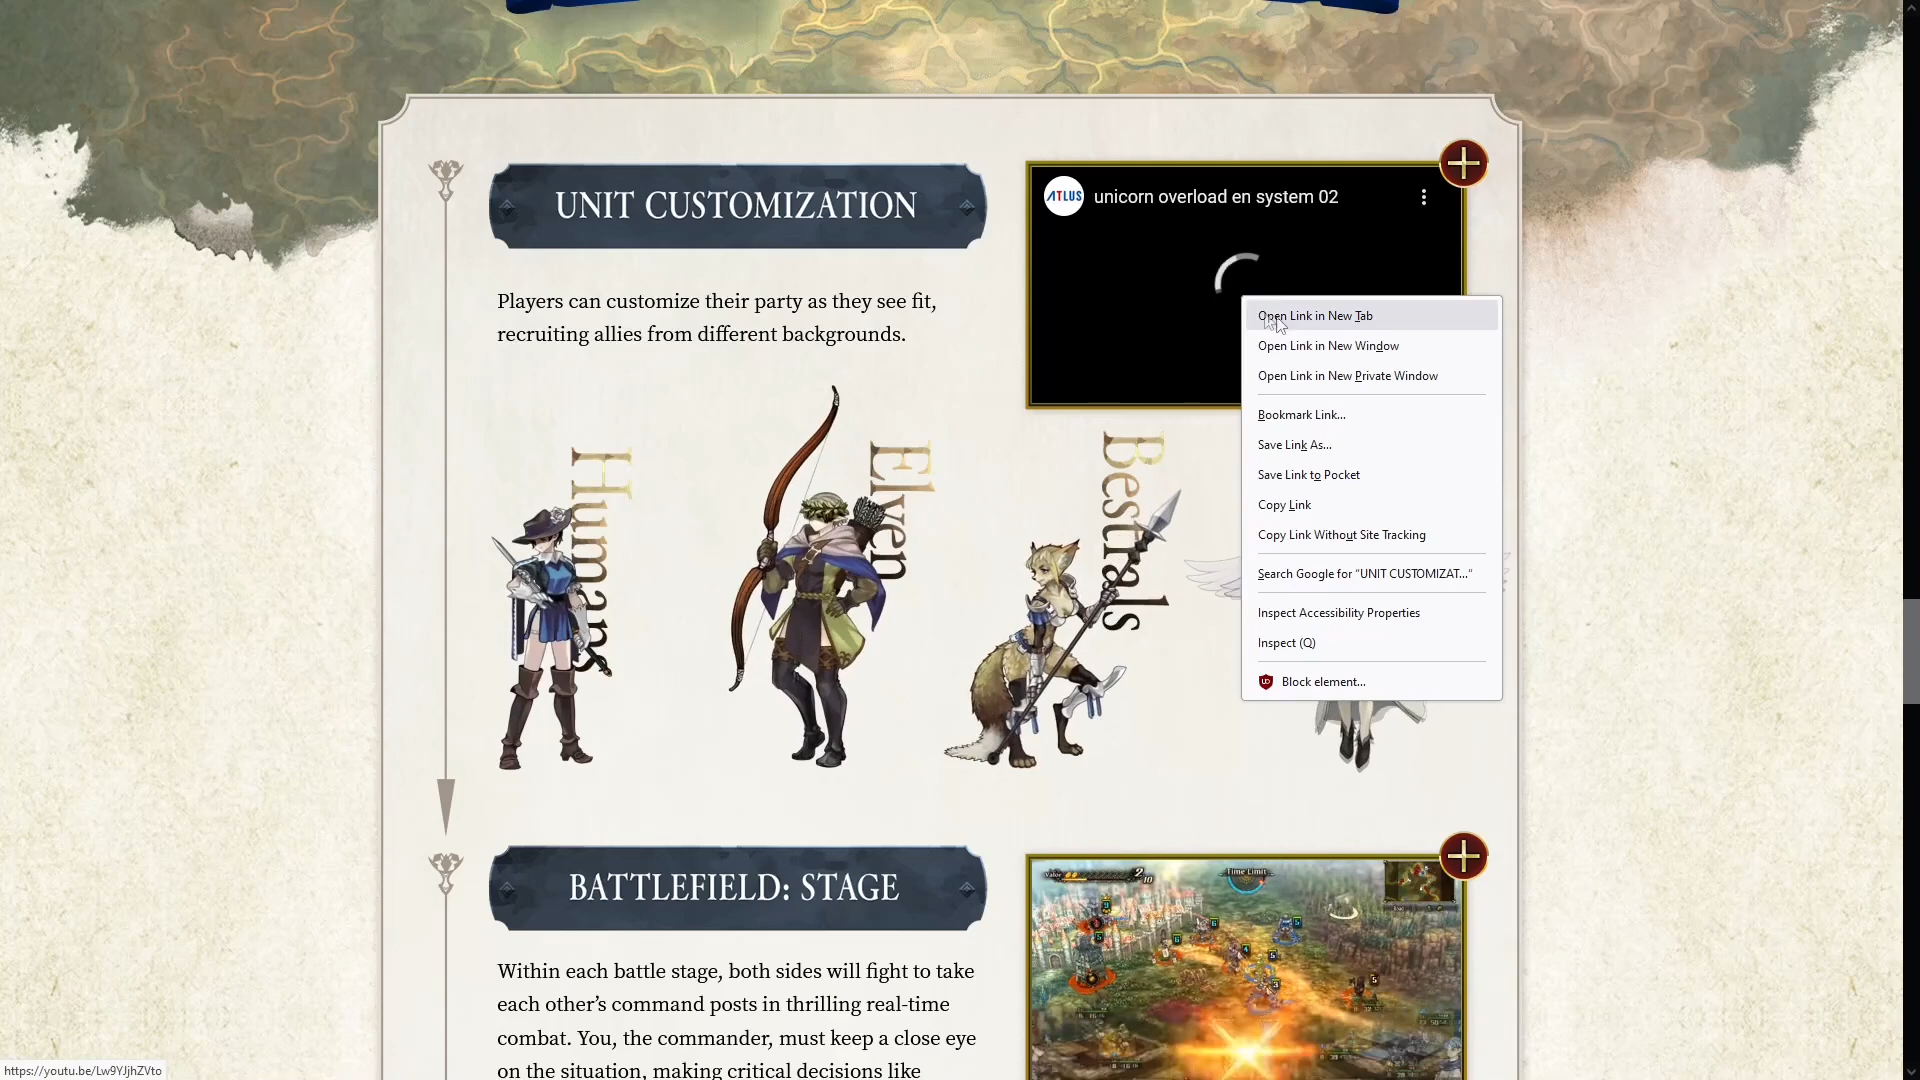 UNIT CUSTOMIZATION
ATLUS
unicorn overload en system 02
Players can customize their party as they see fit,
recruiting allies from different backgrounds.
Humans
Elven
Bestrals
Open Link in New Tab
Open Link in New Window
Open Link in New Private Window
Bookmark Link...
Save Link As...
Save Link to Pocket
Copy Link
Copy Link Without Site Tracking
Search Google for “UNIT CUSTOMIZAT...“
Inspect Accessibility Properties
Inspect (Q)
Block element...
BATTLEFIELD: STAGE
Valor
2/10
Time Limit
Within each battle stage, both sides will fight to take
each other’s command posts in thrilling real-time
combat. You, the commander, must keep a close eye
on the situation, making critical decisions like
https://youtu.be/Lw9YJjhZVto